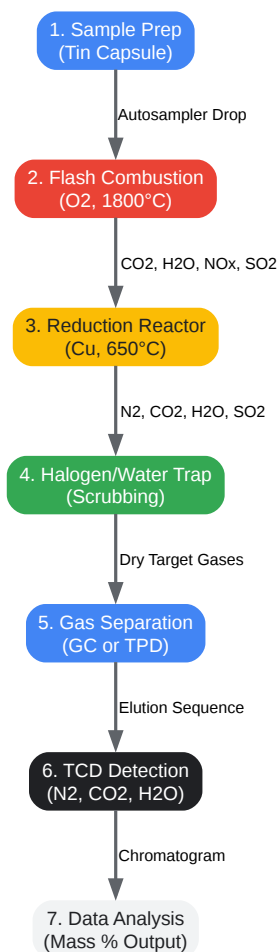 1. Sample Prep
(Tin Capsule)
Autosampler Drop
2. Flash Combustion
(O2, 1800°C)
CO2, H2O, NOx, SO2
3. Reduction Reactor
(Cu, 650°C)
N2, CO2, H2O, SO2
4. Halogen/Water Trap
(Scrubbing)
Dry Target Gases
5. Gas Separation
(GC or TPD)
Elution Sequence
6. TCD Detection
(N2, CO2, H2O)
Chromatogram
7. Data Analysis
(Mass % Output)